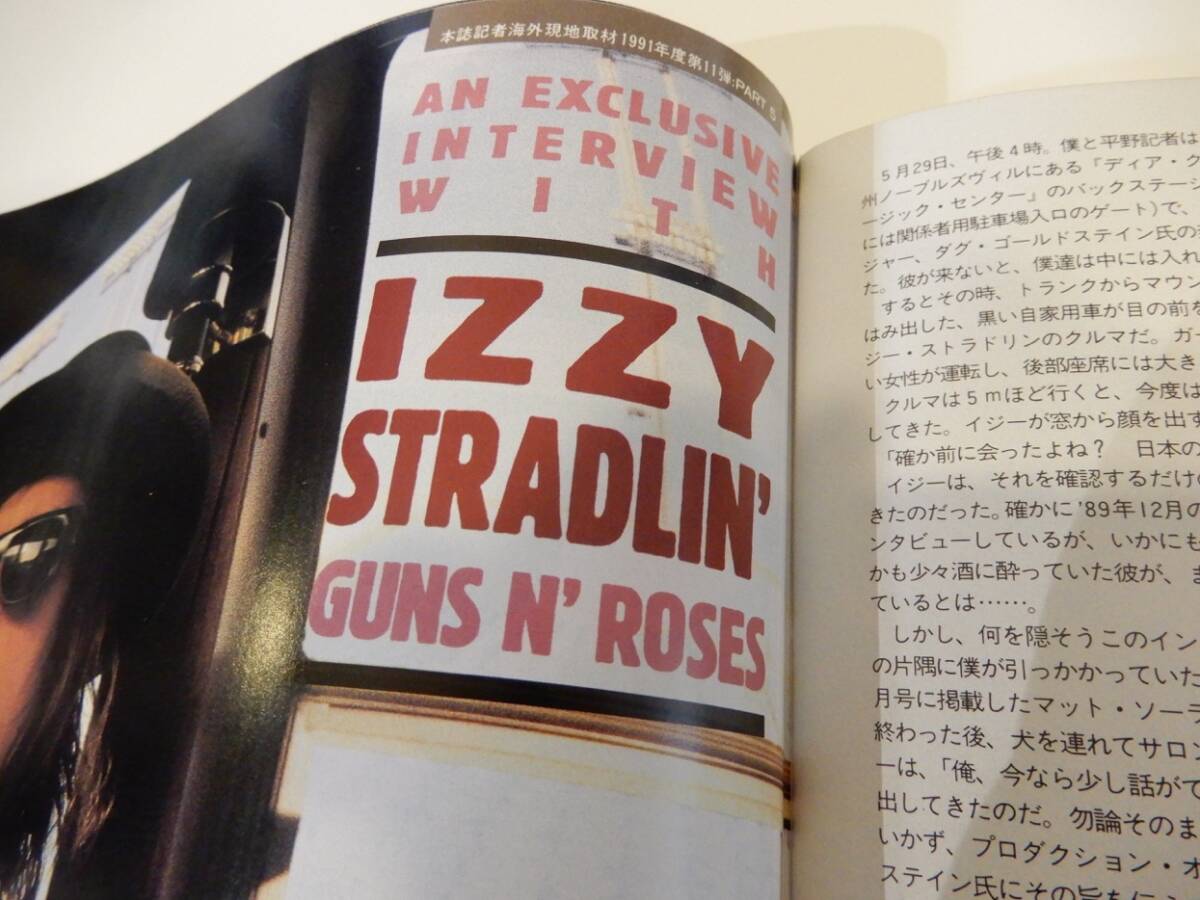 本誌記者海外現地取材1991年度第11弾:PART 5
AN EXCLUSIVE
INTERVIEW
WITH
IZZY
STRADLIN'
GUNS N' ROSES
5月29日、午後4時。僕と平野記者は
州ノーブルズヴィルにある「ディア・ク
ージック・センター」のバックステージ
には関係者用駐車場入口のゲート)で、
ジャー、ダグ・ゴールドステイン氏の
た。彼が来ないと、僕達は中には入れ
するとその時、トランクからマウン
はみ出した、黒い自家用車が目の前を
ジー・ストラドリンのクルマだ。ガー
い女性が運転し、後部座席には大き
クルマは5mほど行くと、今度は
してきた。イジーが窓から顔を出す
「確か前に会ったよね？ 日本の
イジーは、それを確認するだけの
きたのだった。確かに'89年12月の
ンタビューしているが、いかにも
かも少々酒に酔っていた彼が、ま
ているとは……。
しかし、何を隠そうこのイン
の片隅に僕が引っかかっていた
月号に掲載したマット・ソーラ
終わった後、犬を連れてサロン
ーは、「俺、今なら少し話がで
出してきたのだ。勿論そのま
いかず、プロダクション・オ
ステイン氏にその旨を